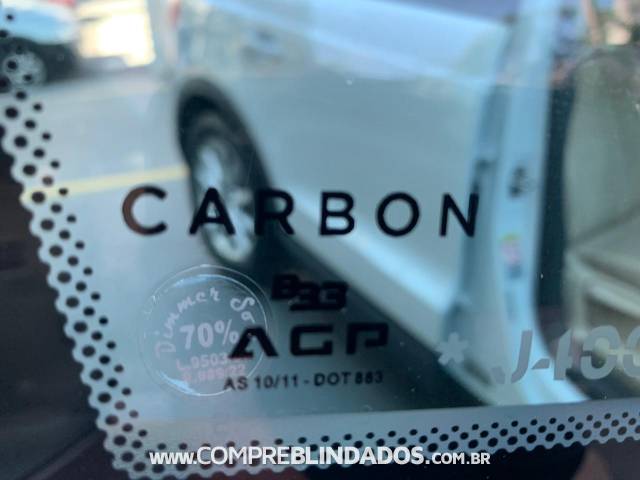 CARBON
B33
AGP
AS 10/11 - DOT 883
Dimmer So
70%
WWW.COMPREBLINDADOS.COM.BR